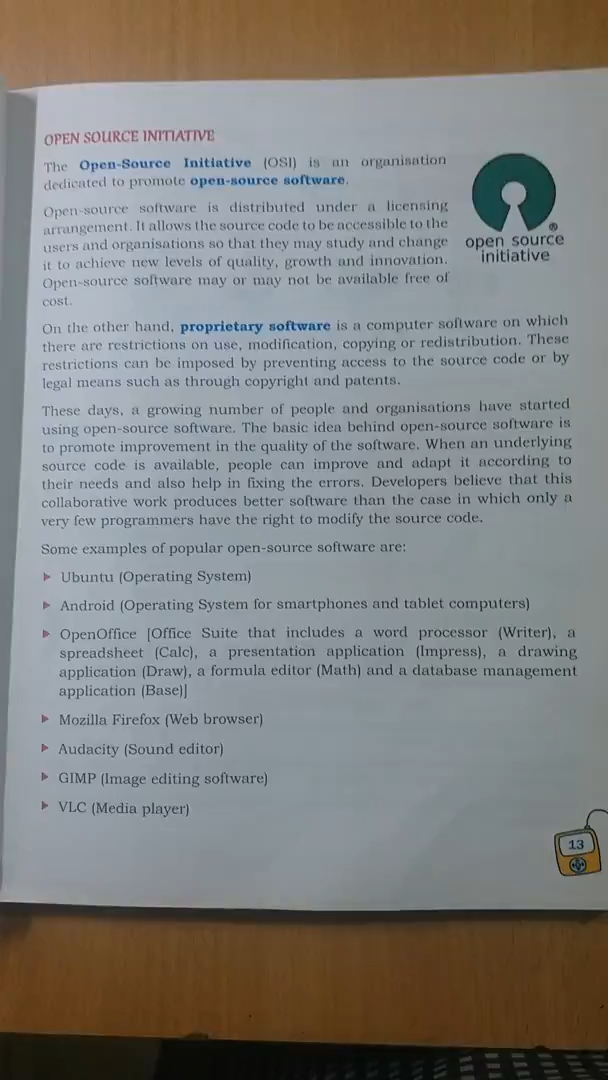 OPEN SOURCE INITIATIVE
The Open-Source Initiative (OSI) is an organisation
dedicated to promote open-source software.
Open-source software is distributed under a licensing
arrangement. It allows the source code to be accessible to the
users and organisations so that they may study and change
it to achieve new levels of quality, growth and innovation.
Open-source software may or may not be available free of
cost.
open source
initiative
®
On the other hand, proprietary software is a computer software on which
there are restrictions on use, modification, copying or redistribution. These
restrictions can be imposed by preventing access to the source code or by
legal means such as through copyright and patents.
These days, a growing number of people and organisations have started
using open-source software. The basic idea behind open-source software is
to promote improvement in the quality of the software. When an underlying
source code is available, people can improve and adapt it according to
their needs and also help in fixing the errors. Developers believe that this
collaborative work produces better software than the case in which only a
very few programmers have the right to modify the source code.
Some examples of popular open-source software are:
Ubuntu (Operating System)
Android (Operating System for smartphones and tablet computers)
OpenOffice [Office Suite that includes a word processor (Writer), a
spreadsheet (Calc), a presentation application (Impress), a drawing
application (Draw), a formula editor (Math) and a database management
application (Base)]
Mozilla Firefox (Web browser)
Audacity (Sound editor)
GIMP (Image editing software)
VLC (Media player)
13